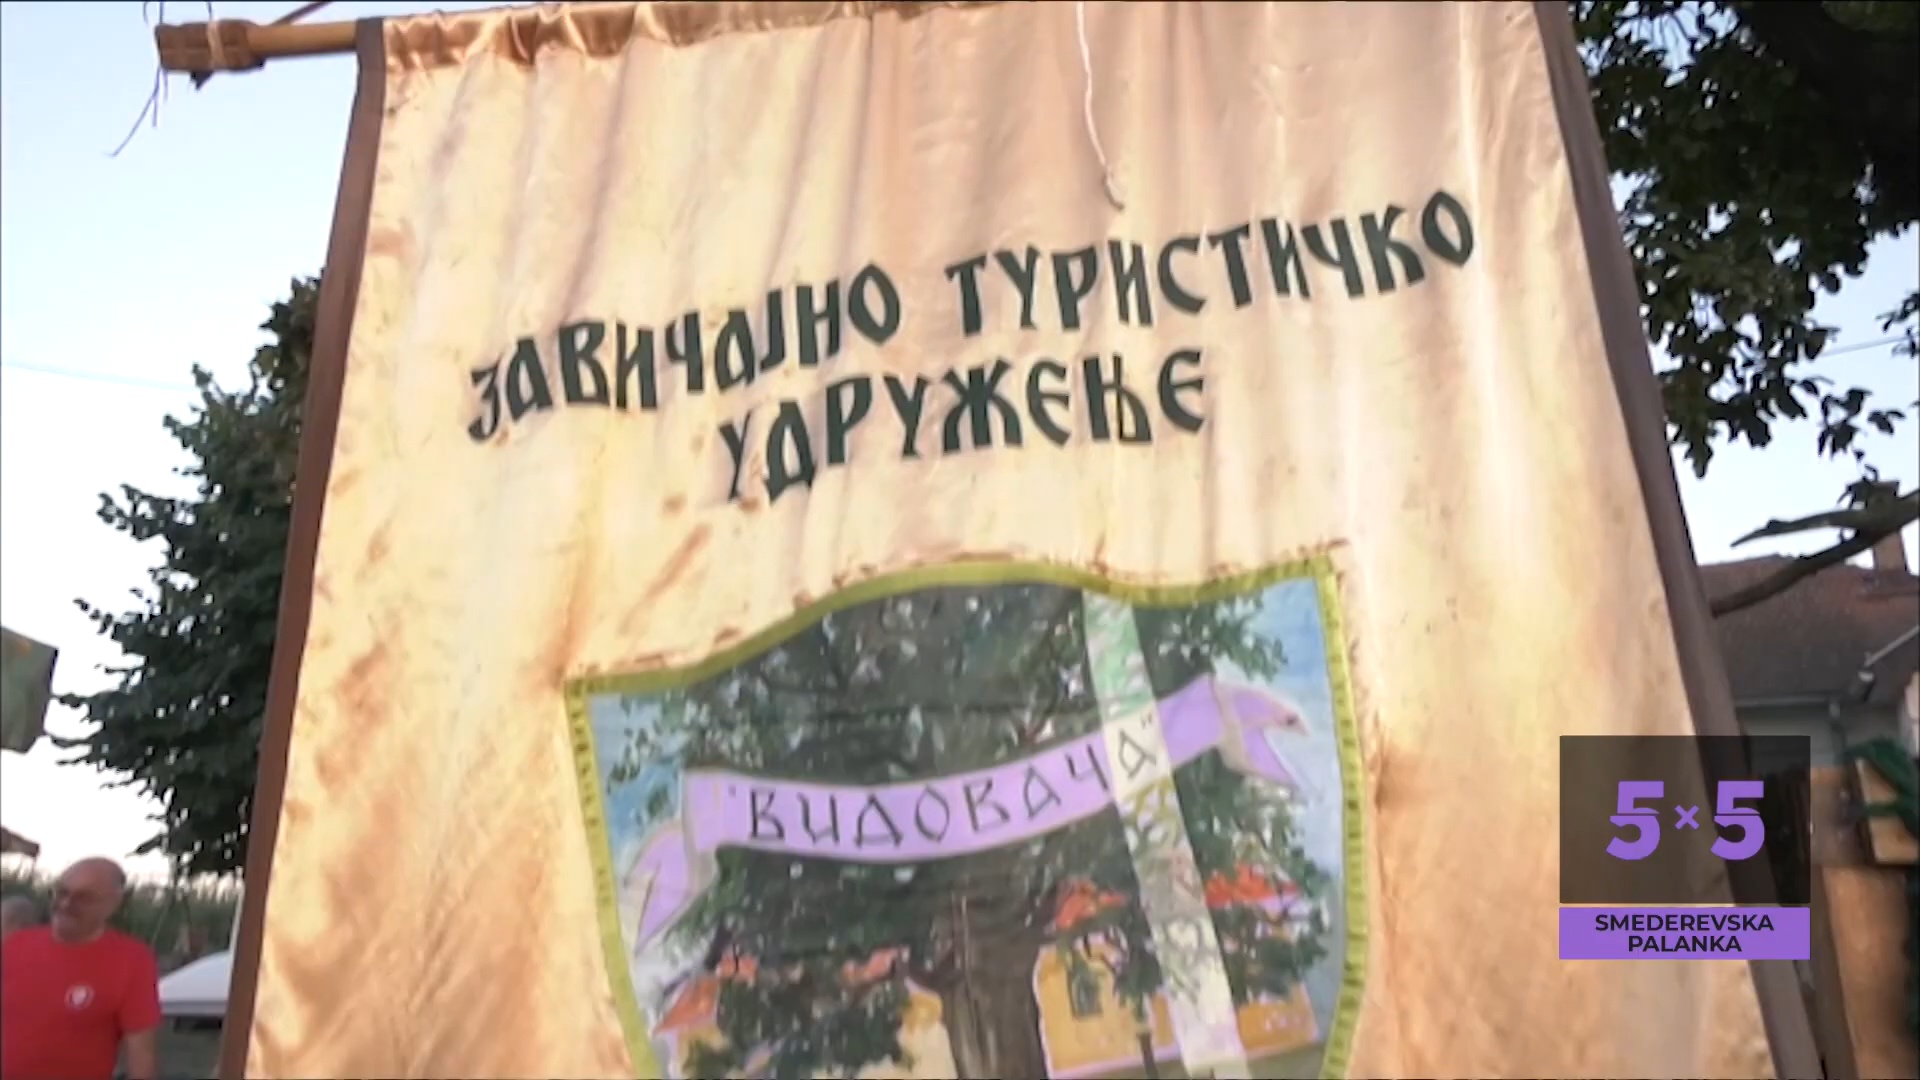 ЗАВИЧАЈНО ТУРИСТИЧКО
УДРУЖЕЊЕ
"ВИДОВАЧА"
5×5
SMEDEREVSKA
PALANKA